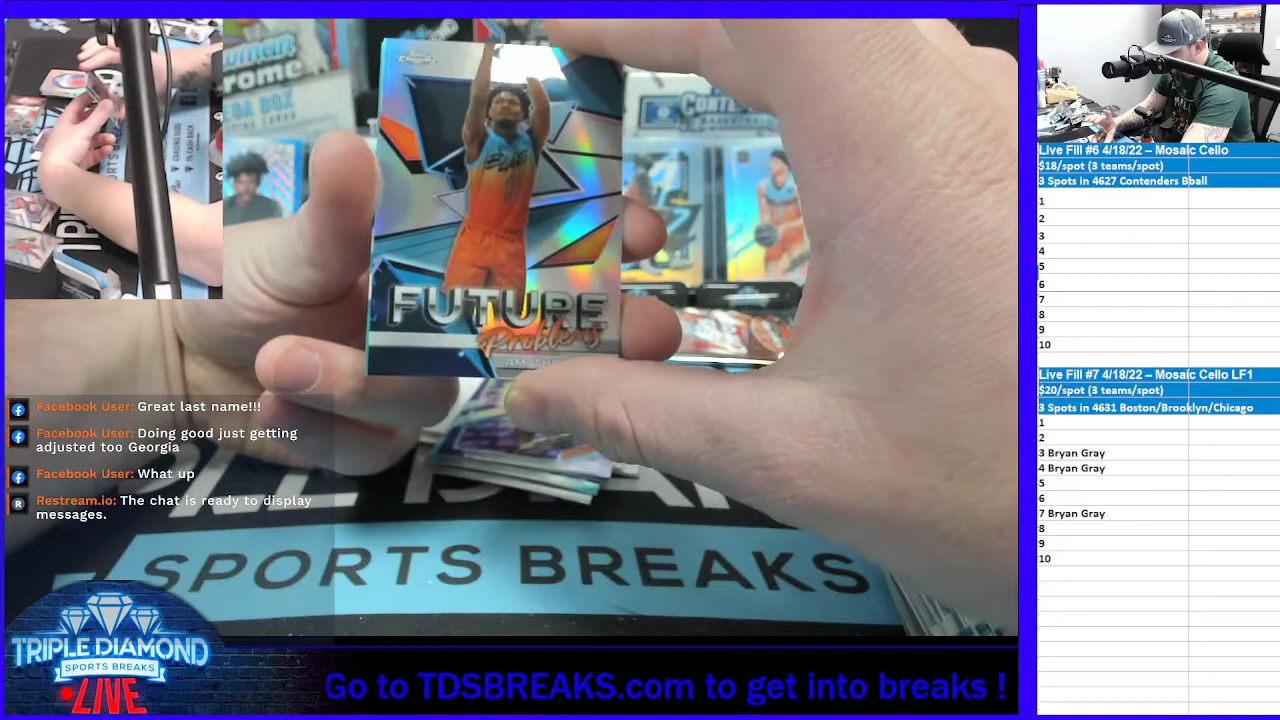 Live Fill #6 4/18/22 – Mosaic Cello
$18/spot (3 teams/spot)
3 Spots in 4627 Contenders Bball
1
2
3
4
5
6
7
8
9
10
Live Fill #7 4/18/22 – Mosaic Cello LF1
$20/spot (3 teams/spot)
3 Spots in 4631 Boston/Brooklyn/Chicago
1
2
3 Bryan Gray
4 Bryan Gray
5
6
7 Bryan Gray
8
9
10
FUTURE
Problems
SPORTS BREAKS
Facebook User: Great last name!!!
Facebook User: Doing good just getting
adjusted too Georgia
Facebook User: What up
Restream.io: The chat is ready to display
messages.
TRIPLE DIAMOND
SPORTS BREAKS
LIVE
Go to TDSBREAKS.com to get into breaks !